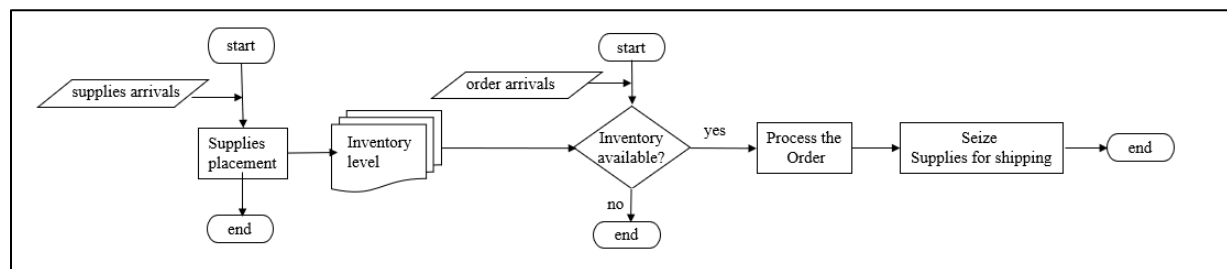 start
supplies arrivals
Supplies
placement
end
Inventory
level
start
order arrivals
Inventory
available?
yes
no
end
Process the
Order
Seize
Supplies for shipping
end